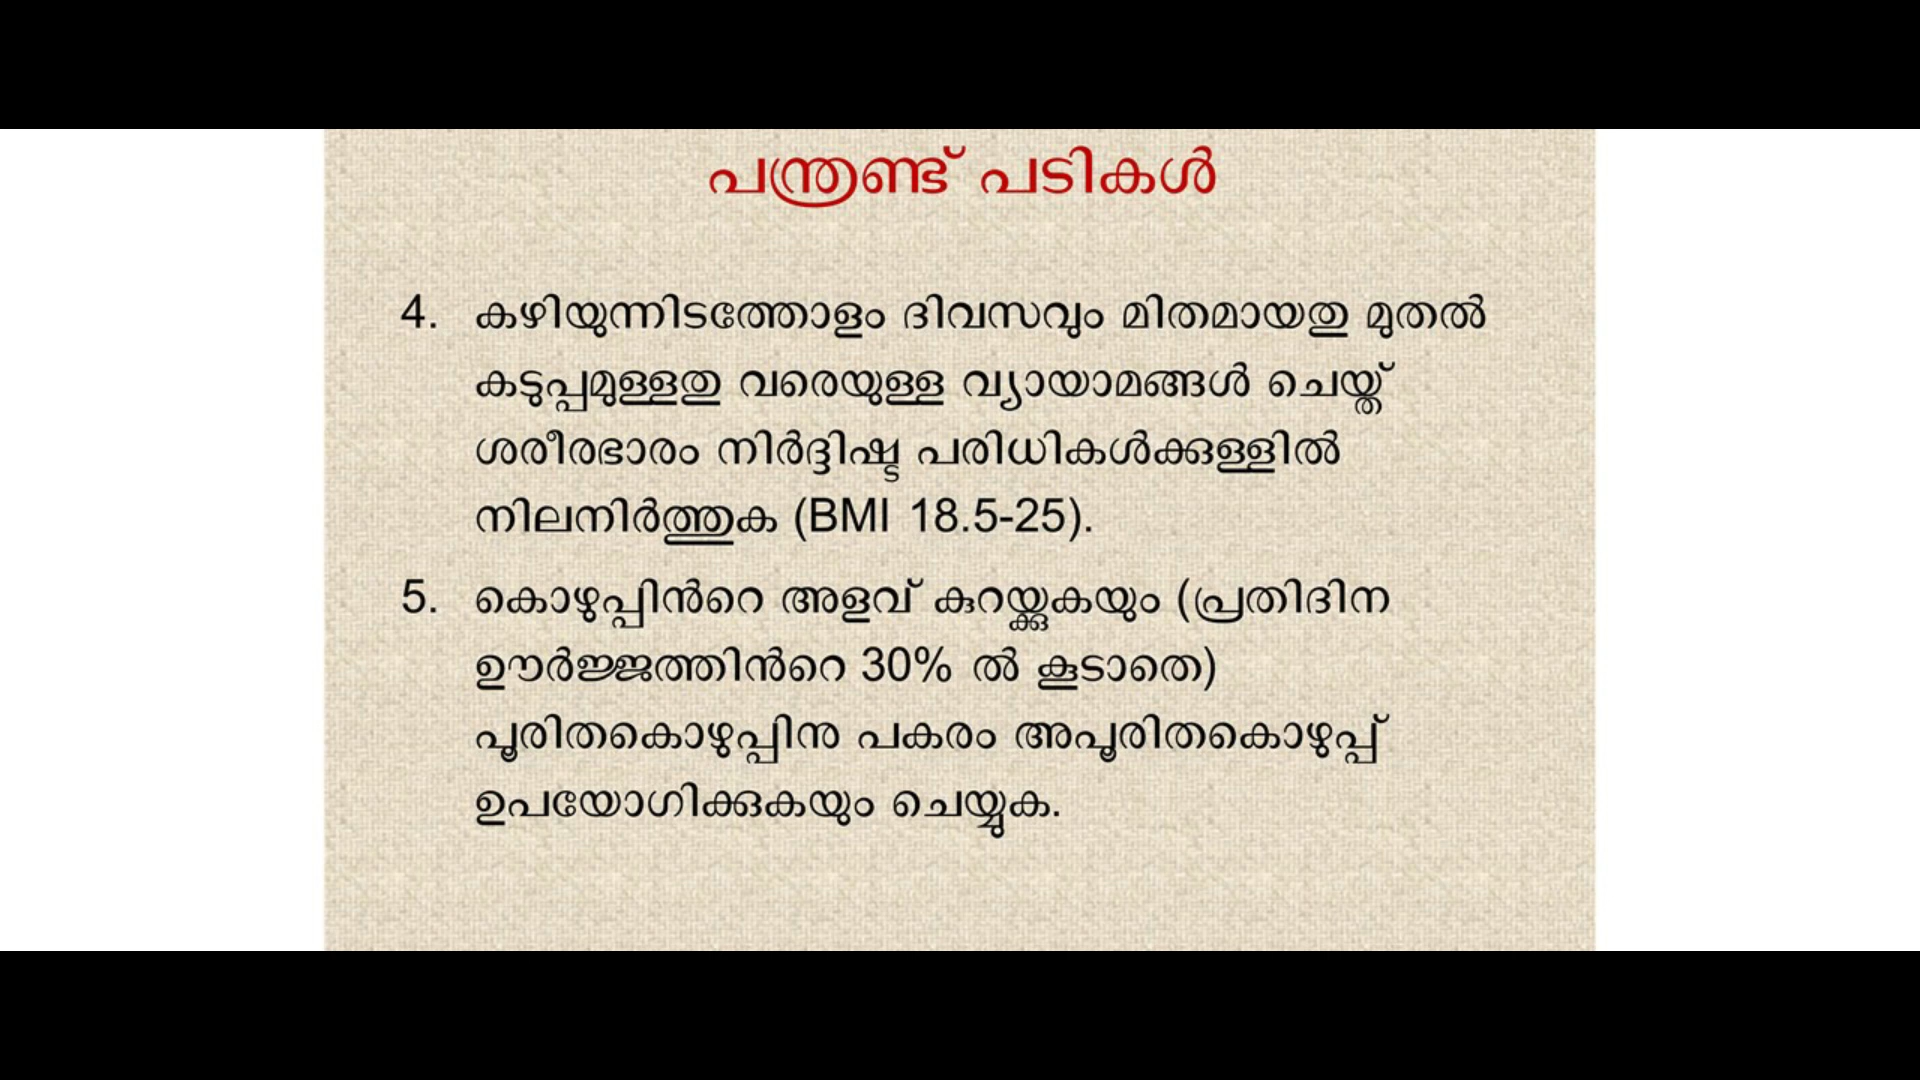 പന്ത്രണ്ട് പടികൾ
4. കഴിയുന്നിടത്തോളം ദിവസവും മിതമായതു മുതൽ
കടുപ്പമുള്ളതു വരെയുള്ള വ്യായാമങ്ങൾ ചെയ്ത്
ശരീരഭാരം നിർദ്ദിഷ്ട പരിധികൾക്കുള്ളിൽ
നിലനിർത്തുക (BMI 18.5-25).
5. കൊഴുപ്പിൻറെ അളവ് കുറയ്ക്കുകയും (പ്രതിദിന
ഊർജ്ജത്തിൻറെ 30% ൽ കൂടാതെ)
പൂരിതകൊഴുപ്പിനു പകരം അപൂരിതകൊഴുപ്പ്
ഉപയോഗിക്കുകയും ചെയ്യുക.